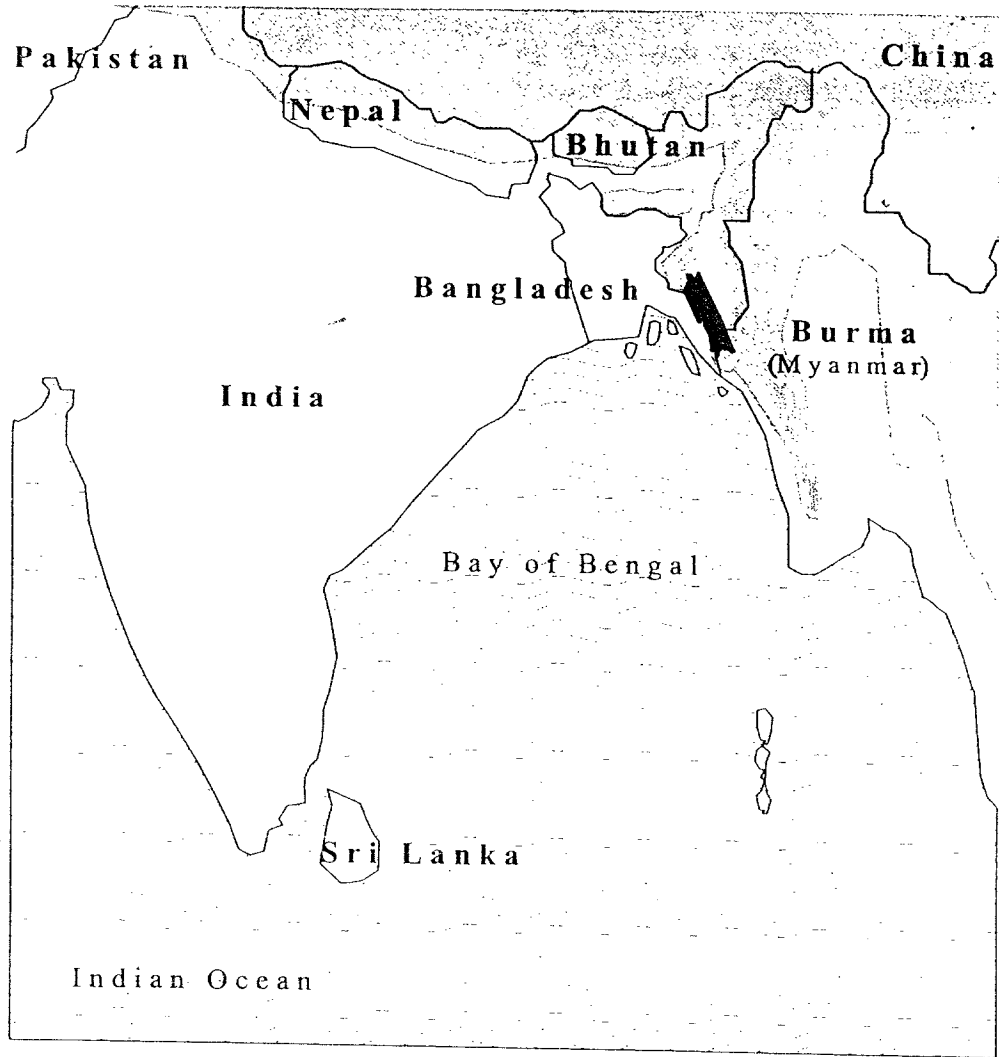 Pakistan
China
Nepal
Bhutan
Bangladesh
Burma
(Myanmar)
India
Bay of Bengal
Sri Lanka
Indian Ocean